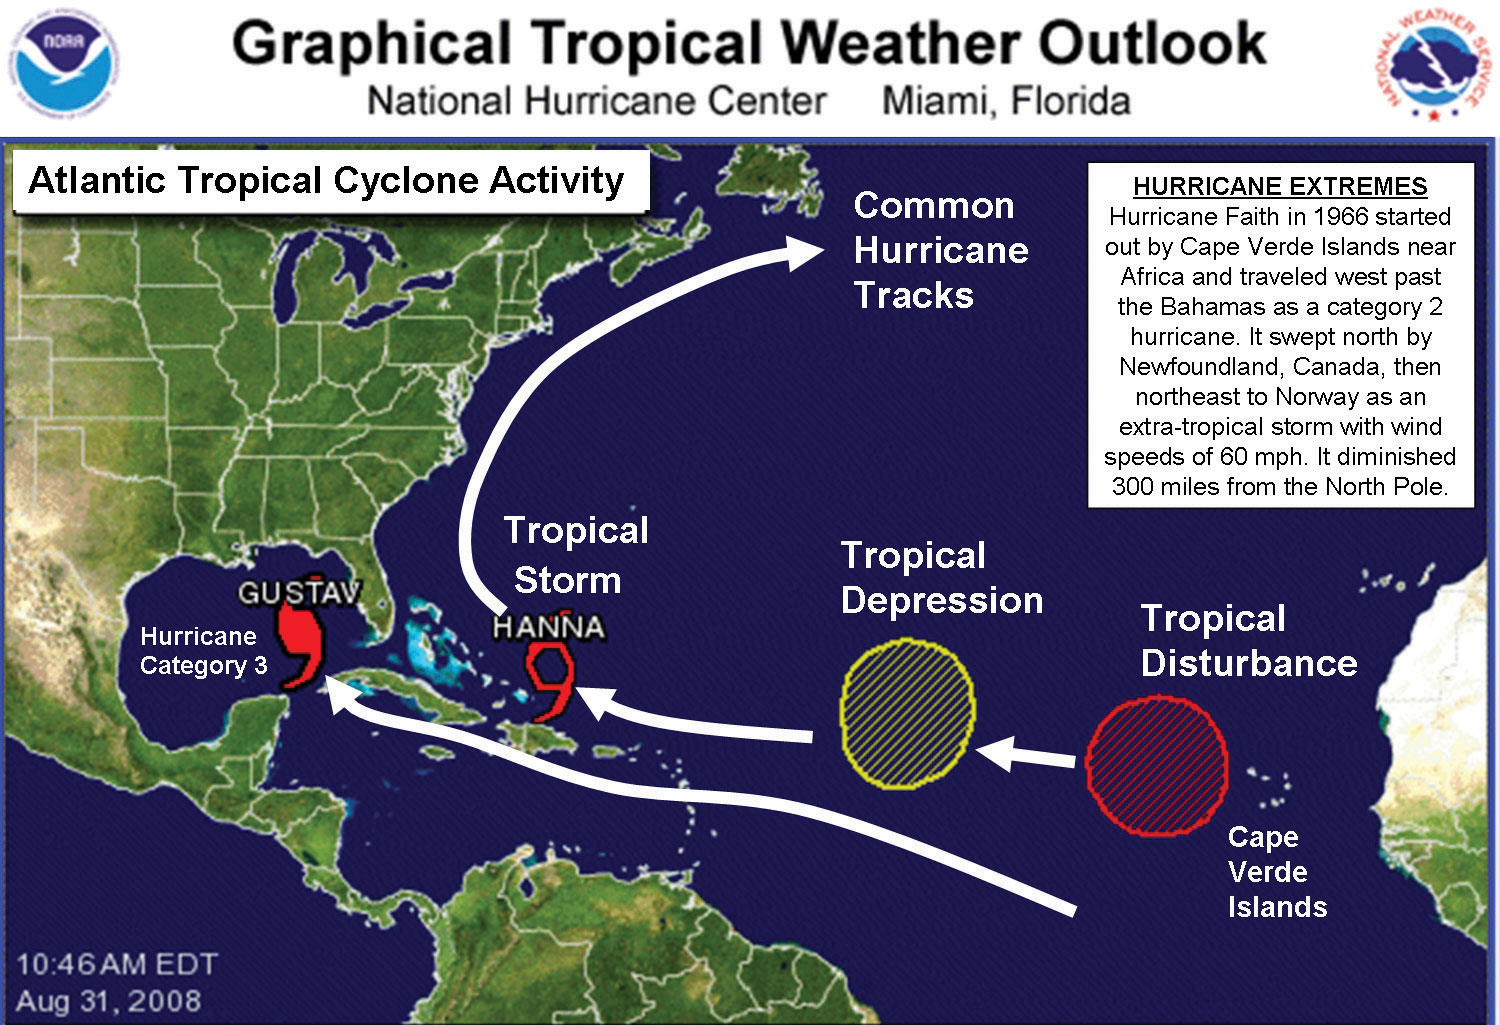 NOAA
Graphical Tropical Weather Outlook
National Hurricane Center Miami, Florida
NATIONAL WEATHER SERVICE
Atlantic Tropical Cyclone Activity
Common
Hurricane
Tracks
HURRICANE EXTREMES
Hurricane Faith in 1966 started
out by Cape Verde Islands near
Africa and traveled west past
the Bahamas as a category 2
hurricane. It swept north by
Newfoundland, Canada, then
northeast to Norway as an
extra-tropical storm with wind
speeds of 60 mph. It diminished
300 miles from the North Pole.
Tropical
Storm
HANNA
GUSTAV
Hurricane
Category 3
Tropical
Depression
Tropical
Disturbance
Cape
Verde
Islands
10:46 AM EDT
Aug 31, 2008